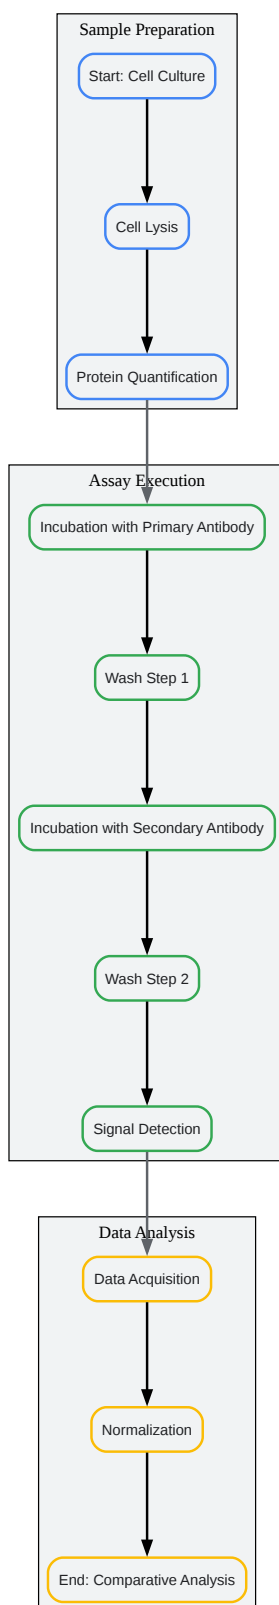 Sample Preparation
Start: Cell Culture
Cell Lysis
Protein Quantification
Assay Execution
Incubation with Primary Antibody
Wash Step 1
Incubation with Secondary Antibody
Wash Step 2
Signal Detection
Data Analysis
Data Acquisition
Normalization
End: Comparative Analysis